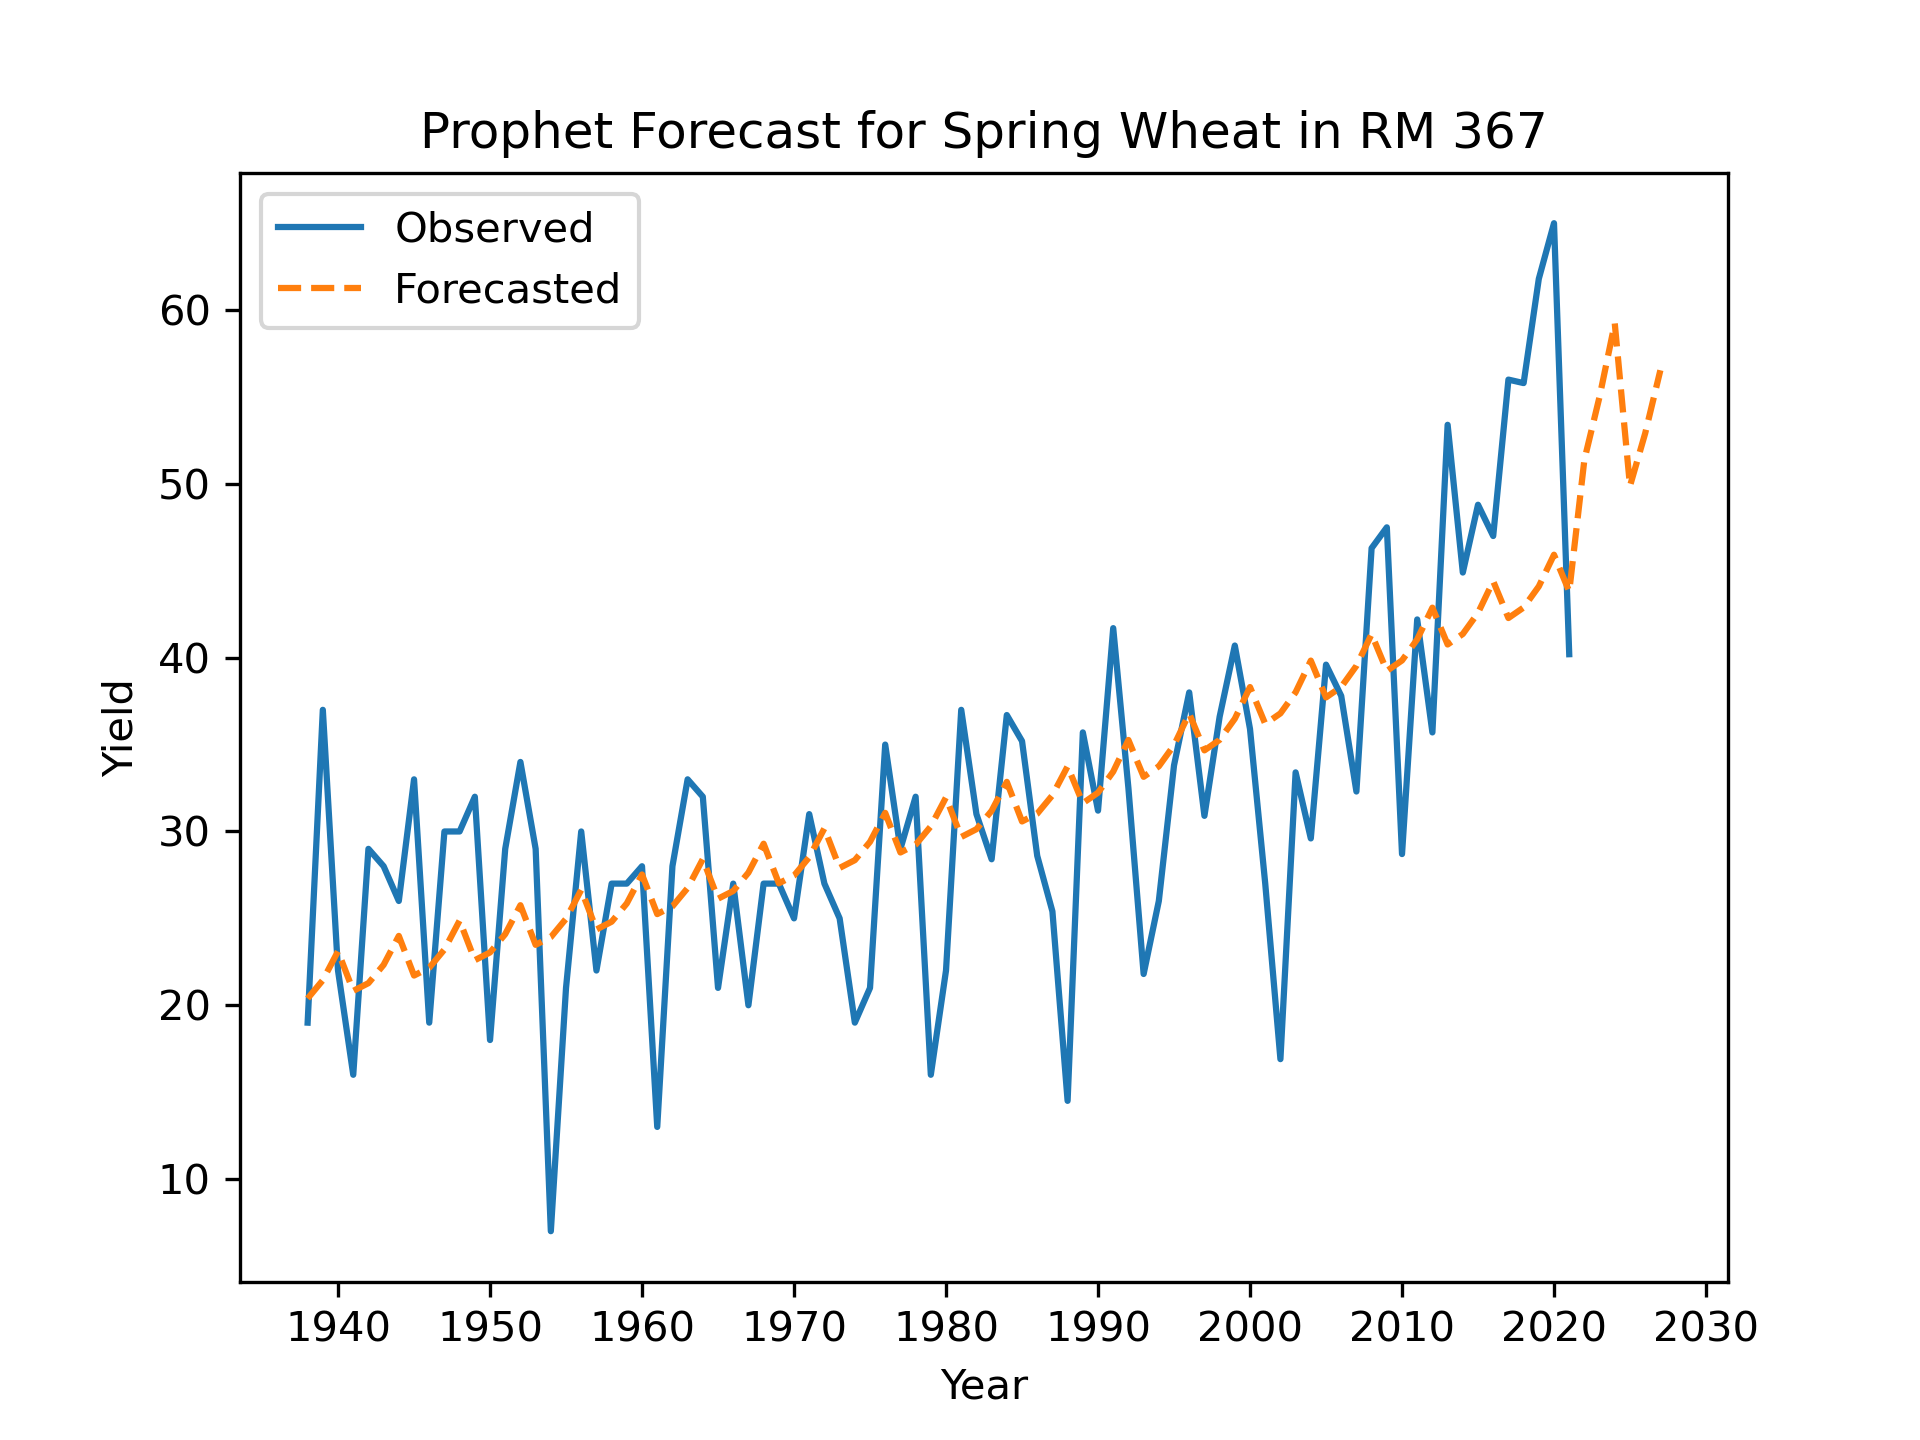 Prophet Forecast for Spring Wheat in RM 367
Observed
Forecasted
60
50
40
30
20
10
Yield
1940 1950 1960 1970 1980 1990 2000 2010 2020 2030
Year